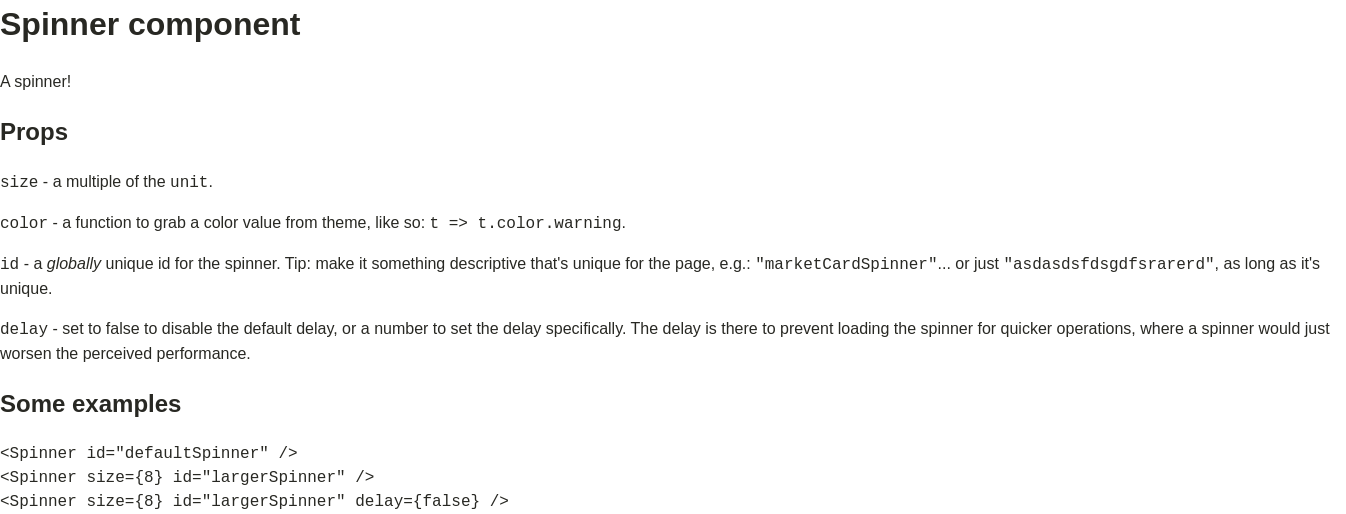 Spinner component
A spinner!
Props
size - a multiple of the unit.
color - a function to grab a color value from theme, like so: t => t.color.warning.
id - a globally unique id for the spinner. Tip: make it something descriptive that's unique for the page, e.g.: "marketCardSpinner"... or just "asdasdsfdsgdfsrarerd", as long as it's
unique.
delay - set to false to disable the default delay, or a number to set the delay specifically. The delay is there to prevent loading the spinner for quicker operations, where a spinner would just
worsen the perceived performance.
Some examples
<Spinner id="defaultSpinner" />
<Spinner size={8} id="largerSpinner" />
<Spinner size={8} id="largerSpinner" delay={false} />